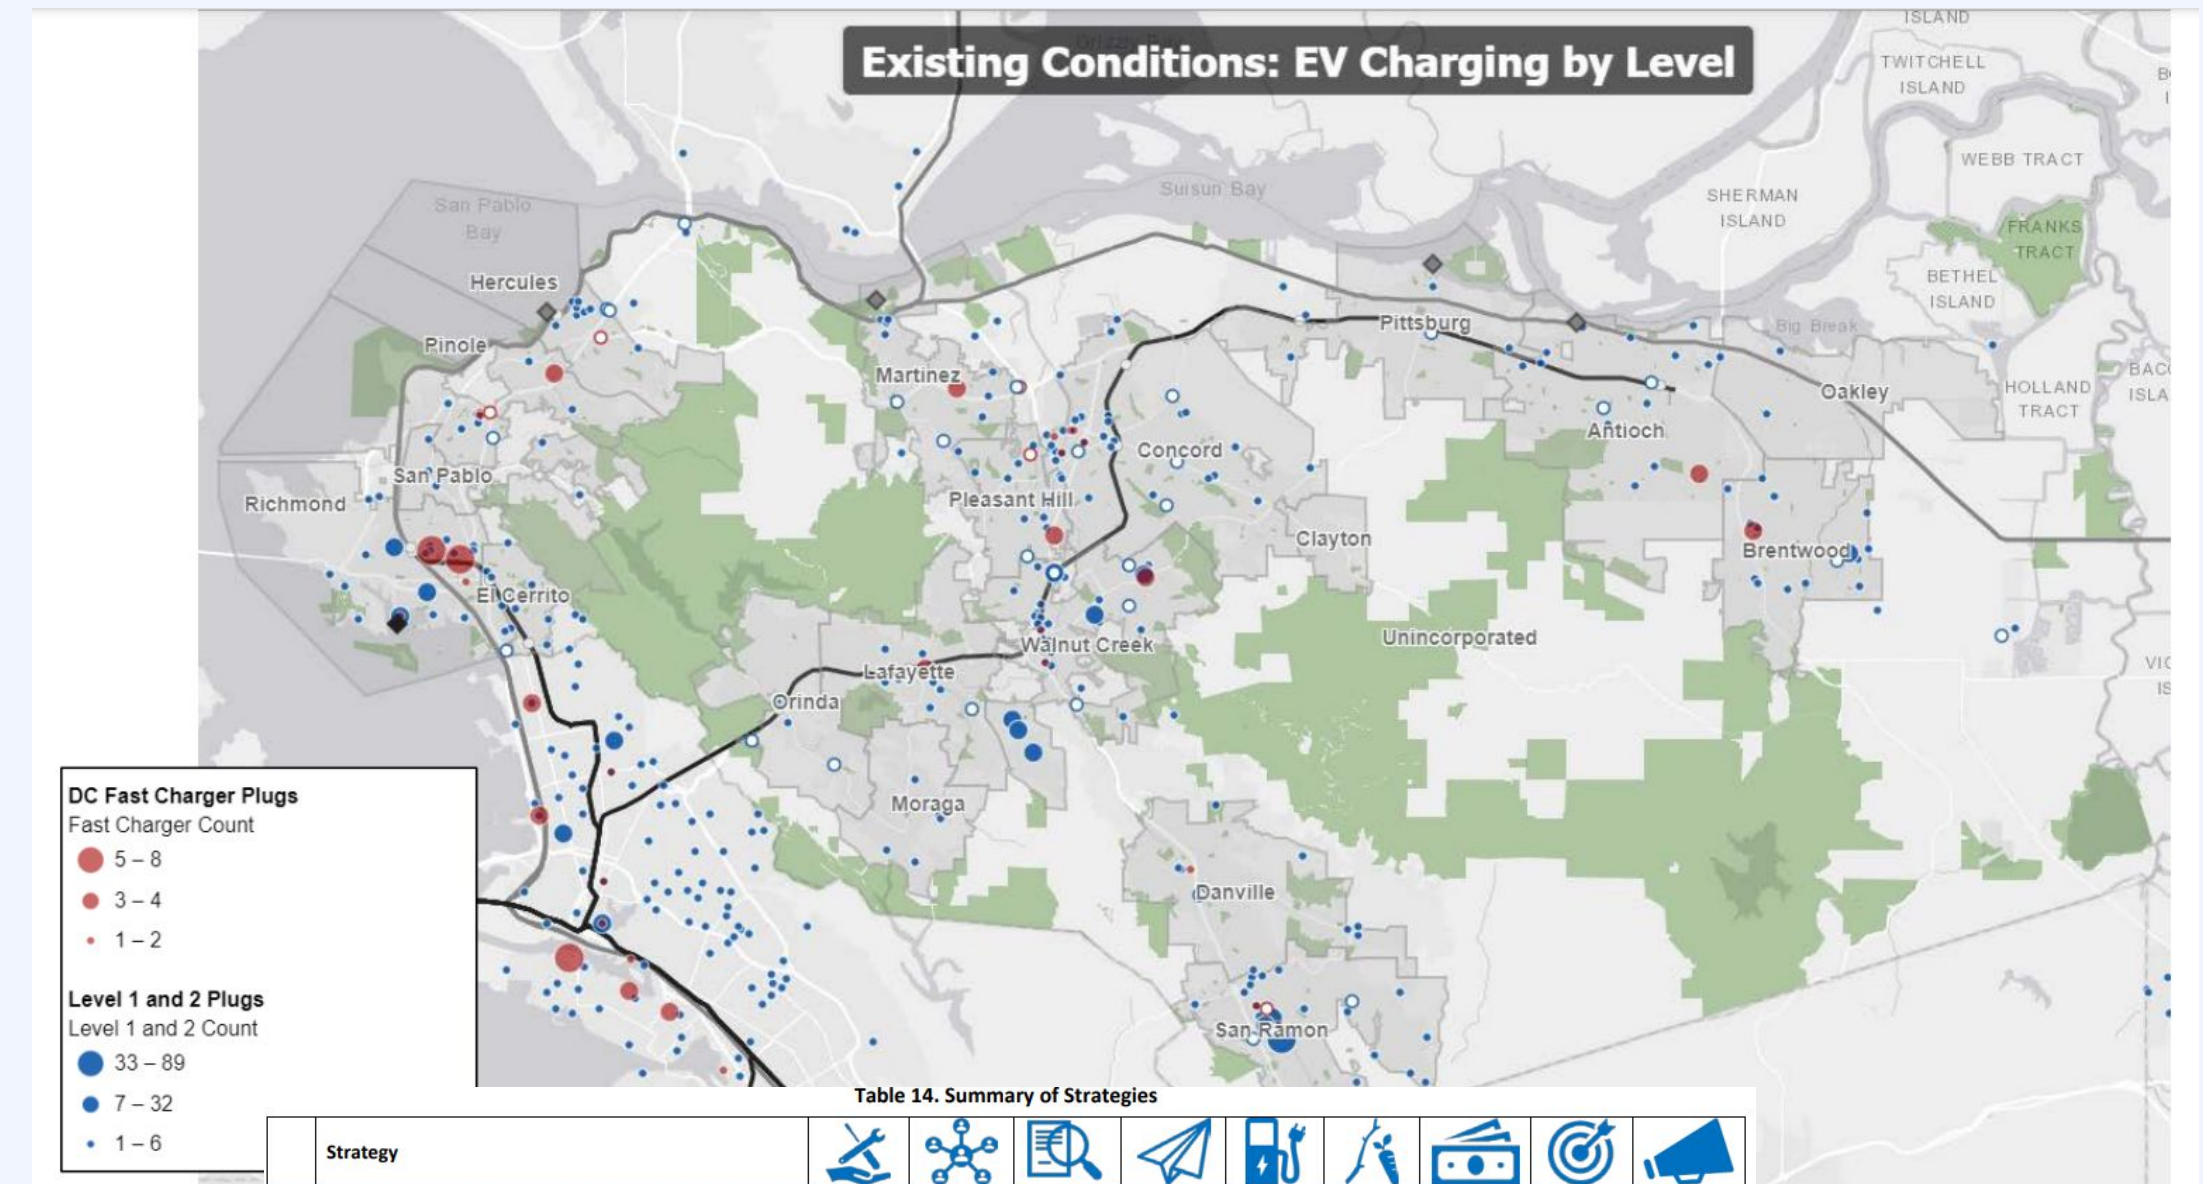 Existing Conditions: EV Charging by Level
ISLAND
TWITCHELL
ISLAND
WEBB TRACT
Suisun Bay
SHERMAN
ISLAND
San Pablo
Bay
FRANKS
TRACT
Hercules
BETHEL
ISLAND
Pittsburg
Big Break
Pinole
Martinez
BACO
ISLA
HOLLAND
TRACT
Oakley
Antioch
Concord
San Pablo
Richmond
Pleasant Hill
Clayton
Brentwood
El Cerrito
Unincorporated
Walnut Creek
Lafayette
VIC
IS
Orinda
Moraga
Danville
San Ramon
DC Fast Charger Plugs
Fast Charger Count
5 – 8
3 – 4
1 – 2
Level 1 and 2 Plugs
Level 1 and 2 Count
33 – 89
7 – 32
1 – 6
Table 14. Summary of Strategies
Strategy